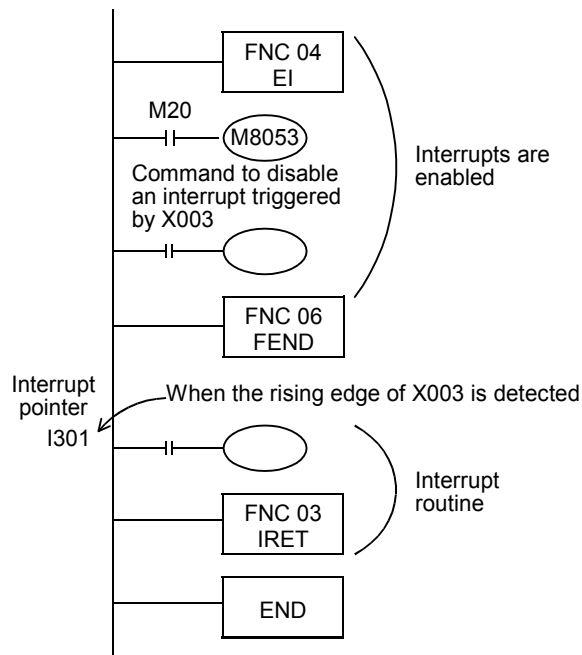 FNC 04
EI
M20
M8053
Command to disable
an interrupt triggered
by X003
Interrupts are
enabled
FNC 06
FEND
Interrupt
pointer
I301
When the rising edge of X003 is detected
Interrupt
routine
FNC 03
IRET
END